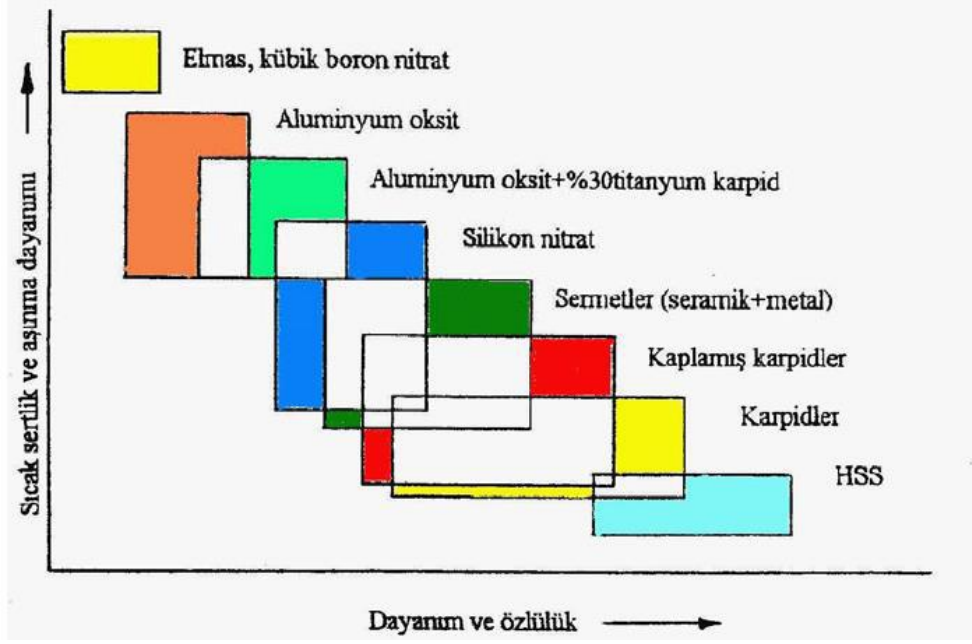 Elmas, kübik boron nitrat
Aluminyum oksit
Aluminyum oksit+%30titanyum karpid
Silikon nitrat
Sermetler (seramik+metal)
Kaplamış karpidler
Karpidler
HSS
Sıcak sertlik ve aşınma dayanımı
Dayanım ve özlülük